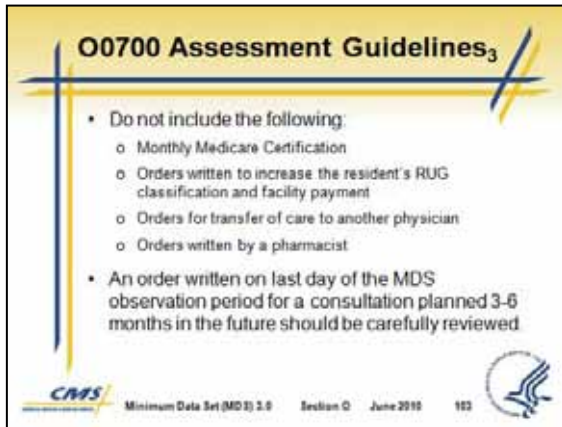 O0700 Assessment Guidelines3
• Do not include the following:
o Monthly Medicare Certification
o Orders written to increase the resident's RUG
classification and facility payment
o Orders for transfer of care to another physician
o Orders written by a pharmacist
• An order written on last day of the MDS
observation period for a consultation planned 3-6
months in the future should be carefully reviewed
CMS
Minimum Data Set (MDS) 3.0 Section O June 2010 103